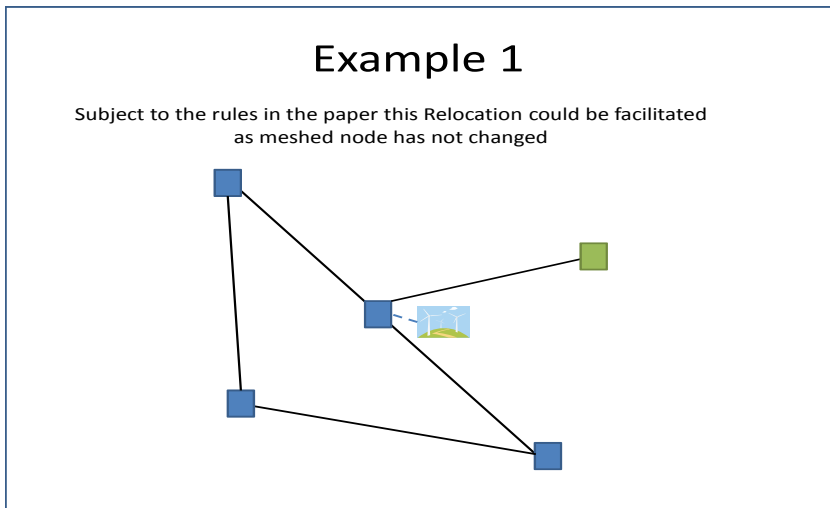 Example 1
Subject to the rules in the paper this Relocation could be facilitated
as meshed node has not changed